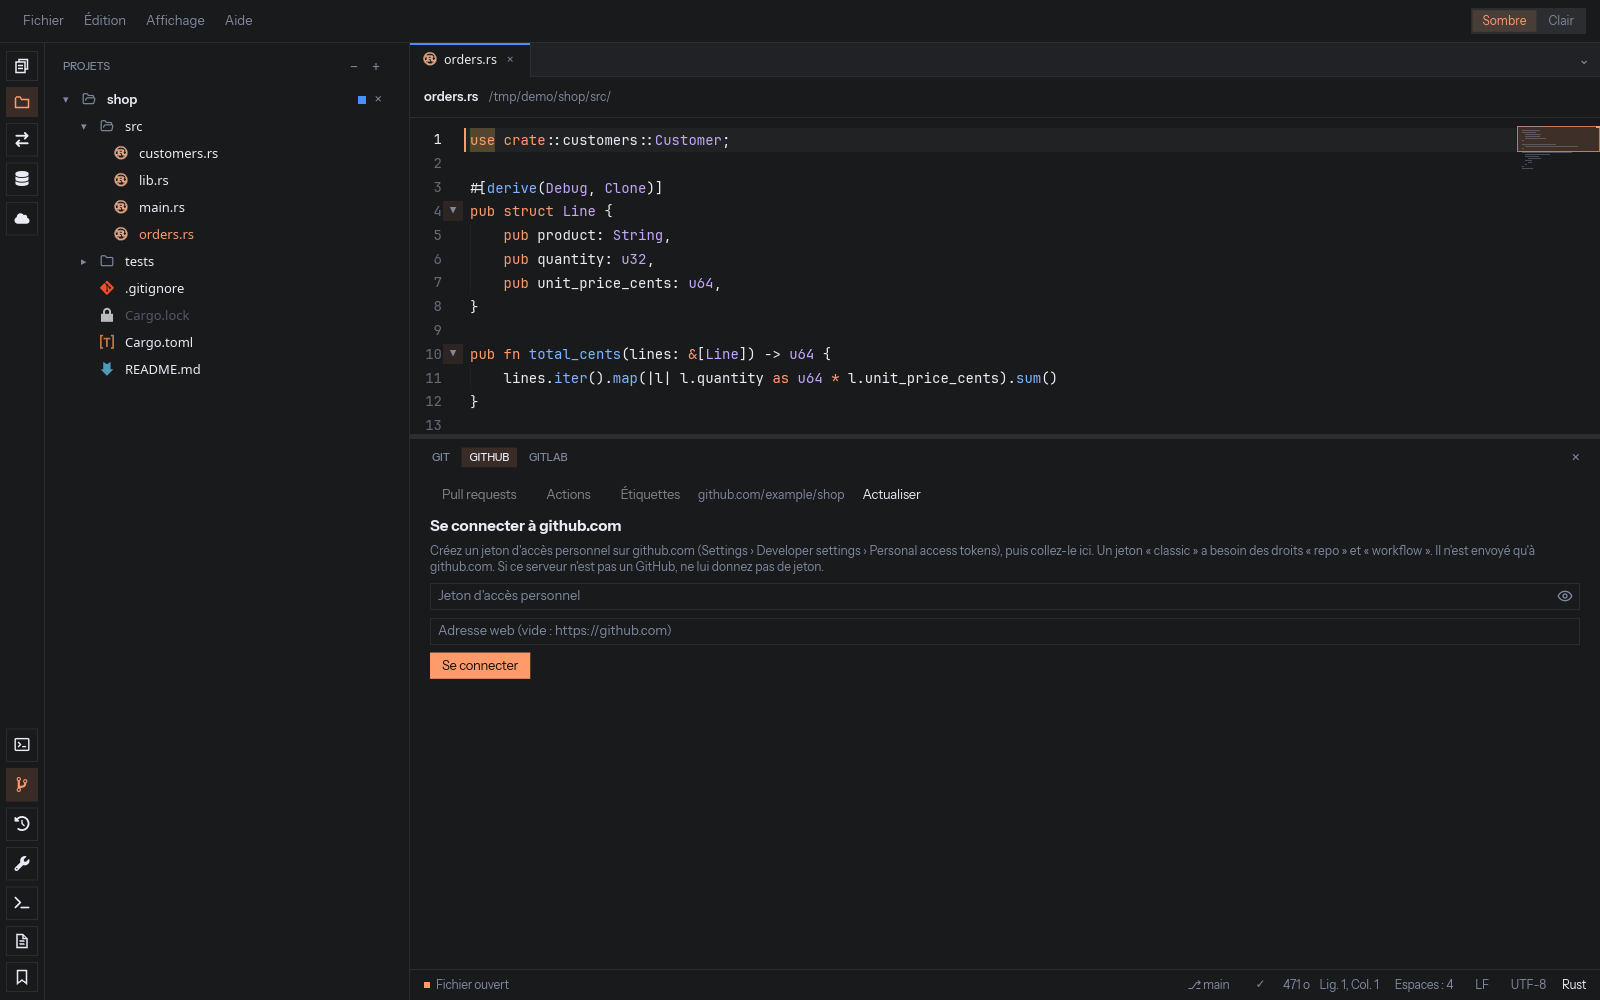 Fichier Édition Affichage Aide Sombre Clair
PROJETS − +
shop ×
src
customers.rs
lib.rs
main.rs
orders.rs
tests
.gitignore
Cargo.lock
Cargo.toml
README.md
orders.rs ×
orders.rs /tmp/demo/shop/src/
1 use crate::customers::Customer;
2
3 #[derive(Debug, Clone)]
4 pub struct Line {
5 pub product: String,
6 pub quantity: u32,
7 pub unit_price_cents: u64,
8 }
9
10 pub fn total_cents(lines: &[Line]) -> u64 {
11 lines.iter().map(|l| l.quantity as u64 * l.unit_price_cents).sum()
12 }
13
GIT GITHUB GITLAB ×
Pull requests Actions Étiquettes github.com/example/shop Actualiser
Se connecter à github.com
Créez un jeton d'accès personnel sur github.com (Settings › Developer settings › Personal access tokens), puis collez-le ici. Un jeton « classic » a besoin des droits « repo » et « workflow ». Il n'est envoyé qu'à
github.com. Si ce serveur n'est pas un GitHub, ne lui donnez pas de jeton.
Jeton d'accès personnel
Adresse web (vide : https://github.com)
Se connecter
Fichier ouvert main ✓ 471 o Lig. 1, Col. 1 Espaces : 4 LF UTF-8 Rust